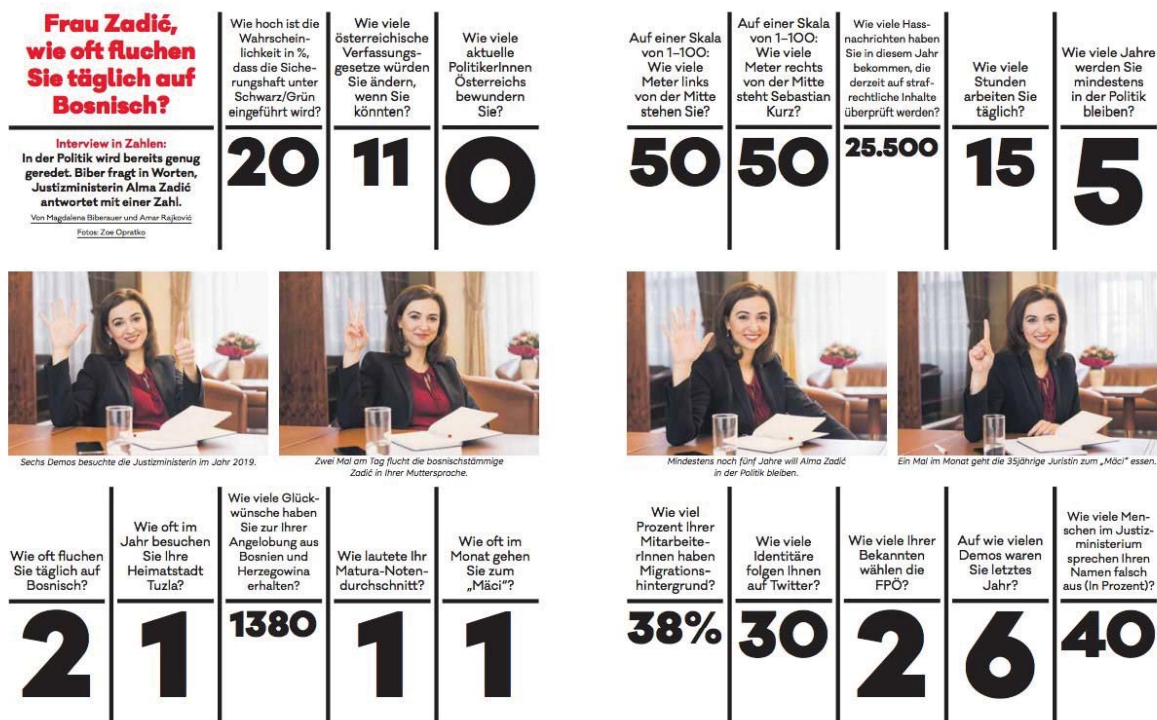 Frau Zadić,
wie oft fluchen
Sie täglich auf
Bosnisch?
Interview in Zahlen:
In der Politik wird bereits genug
geredet. Biber fragt in Worten,
Justizministerin Alma Zadić
antwortet mit einer Zahl.
Von Magdalena Biberauer und Amar Rajković
Fotos: Zoe Opratko
Wie hoch ist die
Wahrschein-
lichkeit in %,
dass die Siche-
rungshaft unter
Schwarz/Grün
eingeführt wird?
20
Wie viele
österreichische
Verfassungs-
gesetze würden
Sie ändern,
wenn Sie
könnten?
11
Wie viele
aktuelle
PolitikerInnen
Österreichs
bewundern
Sie?
0
Auf einer Skala
von 1–100:
Wie viele
Meter links
von der Mitte
stehen Sie?
50
Auf einer Skala
von 1–100:
Wie viele
Meter rechts
von der Mitte
steht Sebastian
Kurz?
50
Wie viele Hass-
nachrichten haben
Sie in diesem Jahr
bekommen, die
derzeit auf straf-
rechtliche Inhalte
überprüft werden?
25.500
Wie viele
Stunden
arbeiten Sie
täglich?
15
Wie viele Jahre
werden Sie
mindestens
in der Politik
bleiben?
5
Sechs Demos besuchte die Justizministerin im Jahr 2019.
Zwei Mal am Tag flucht die bosnischstämmige
Zadić in Ihrer Muttersprache.
Mindestens noch fünf Jahre will Alma Zadić
in der Politik bleiben.
Ein Mal im Monat geht die 35jährige Juristin zum „Mäci“ essen.
Wie oft fluchen
Sie täglich auf
Bosnisch?
2
Wie oft im
Jahr besuchen
Sie Ihre
Heimatstadt
Tuzla?
1
Wie viele Glück-
wünsche haben
Sie zur Ihrer
Angelobung aus
Bosnien und
Herzegowina
erhalten?
1380
Wie lautete Ihr
Matura-Noten-
durchschnitt?
1
Wie oft im
Monat gehen
Sie zum
„Mäci“?
1
Wie viel
Prozent Ihrer
Mitarbeite-
rInnen haben
Migrations-
hintergrund?
38%
Wie viele
Identitäre
folgen Ihnen
auf Twitter?
30
Wie viele Ihrer
Bekannten
wählen die
FPÖ?
2
Auf wie vielen
Demos waren
Sie letztes
Jahr?
6
Wie viele Men-
schen im Justiz-
ministerium
sprechen Ihren
Namen falsch
aus (In Prozent)?
40